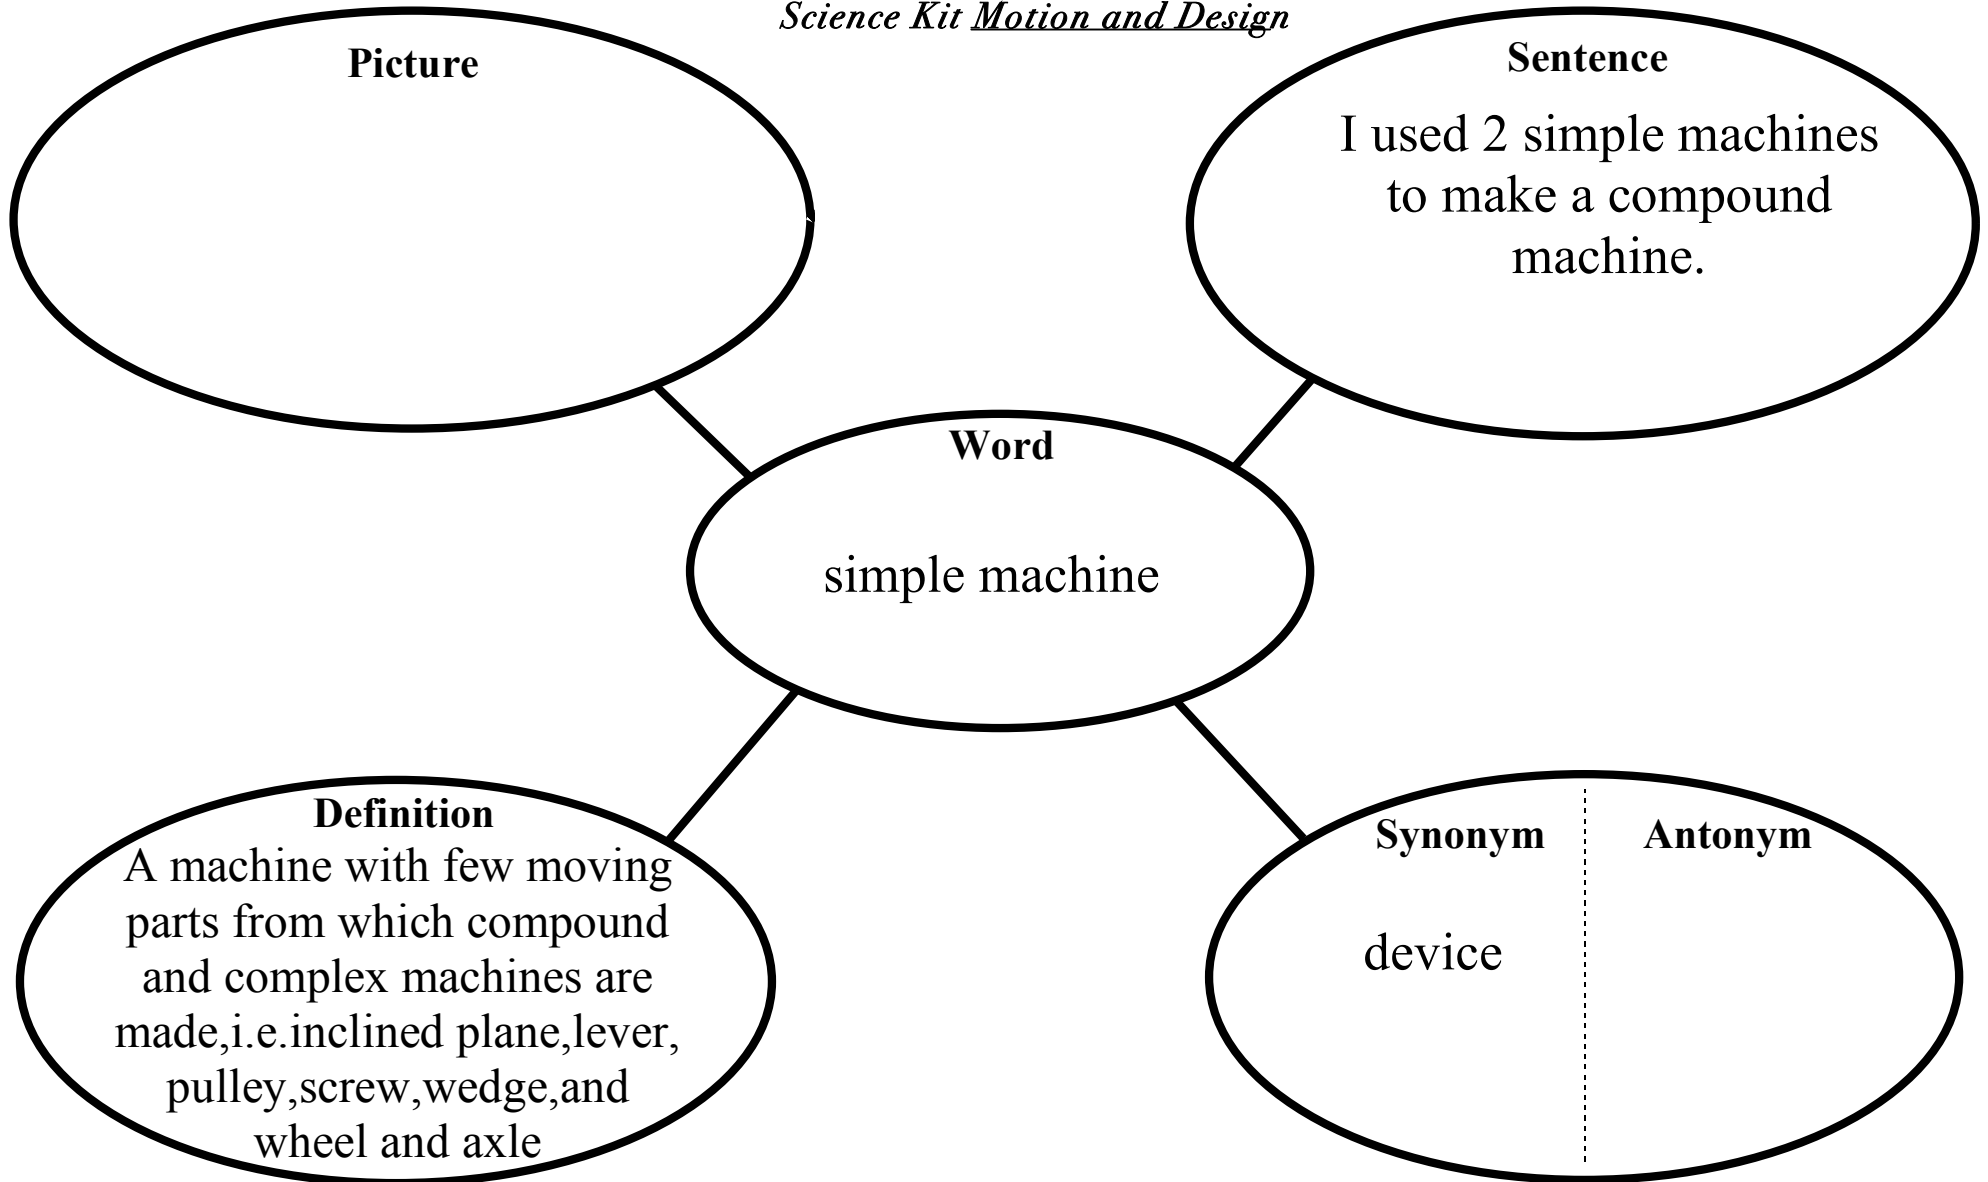 Science Kit Motion and Design
Picture
Sentence
I used 2 simple machines
to make a compound
machine.
Word
simple machine
Definition
A machine with few moving
parts from which compound
and complex machines are
made,i.e.inclined plane,lever,
pulley,screw,wedge,and
wheel and axle
Synonym
Antonym
device